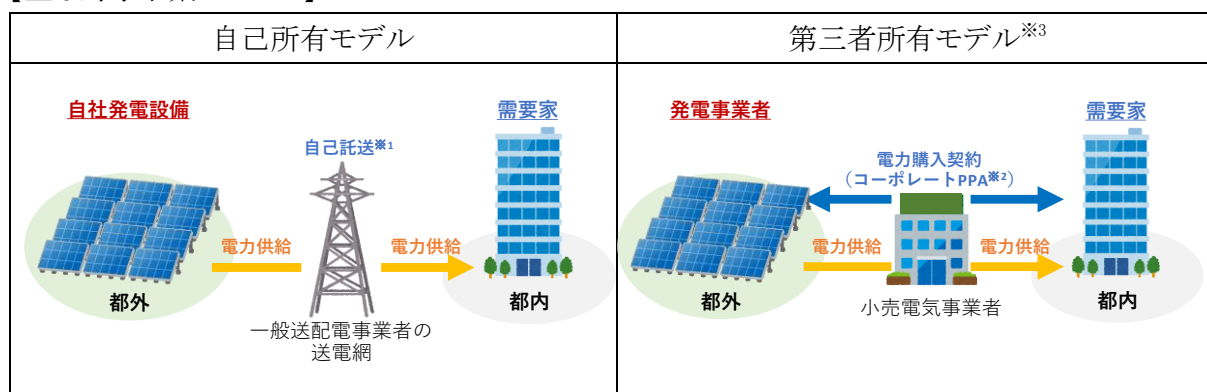 自己所有モデル
第三者所有モデル※3
自社発電設備
需要家
自己託送※1
電力供給
電力供給
都外
都内
一般送配電事業者の
送電網
発電事業者
需要家
電力購入契約
（コーポレートPPA※2）
電力供給
電力供給
都外
都内
小売電気事業者